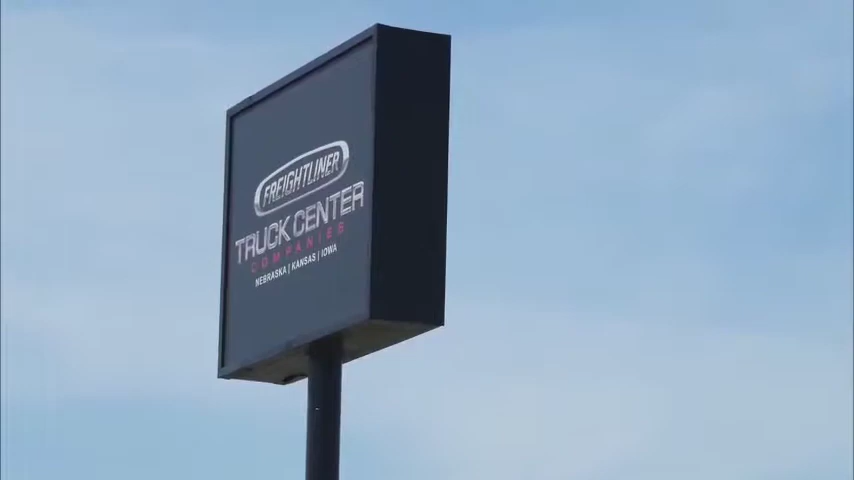 FREIGHTLINER
TRUCK CENTER
COMPANIES
NEBRASKA | KANSAS | IOWA